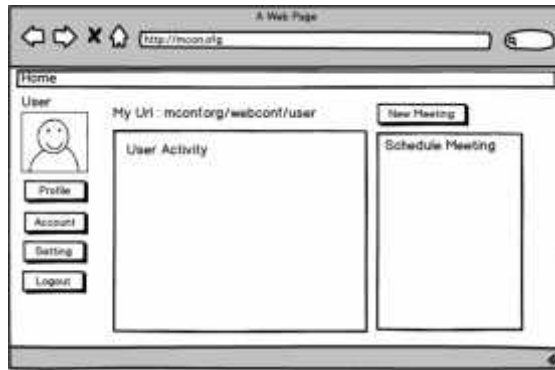 A Web Page
http://mconf.org
Home
User
My Url : mconf.org/webconf/user
New Meeting
User Activity
Schedule Meeting
Profile
Account
Setting
Logout